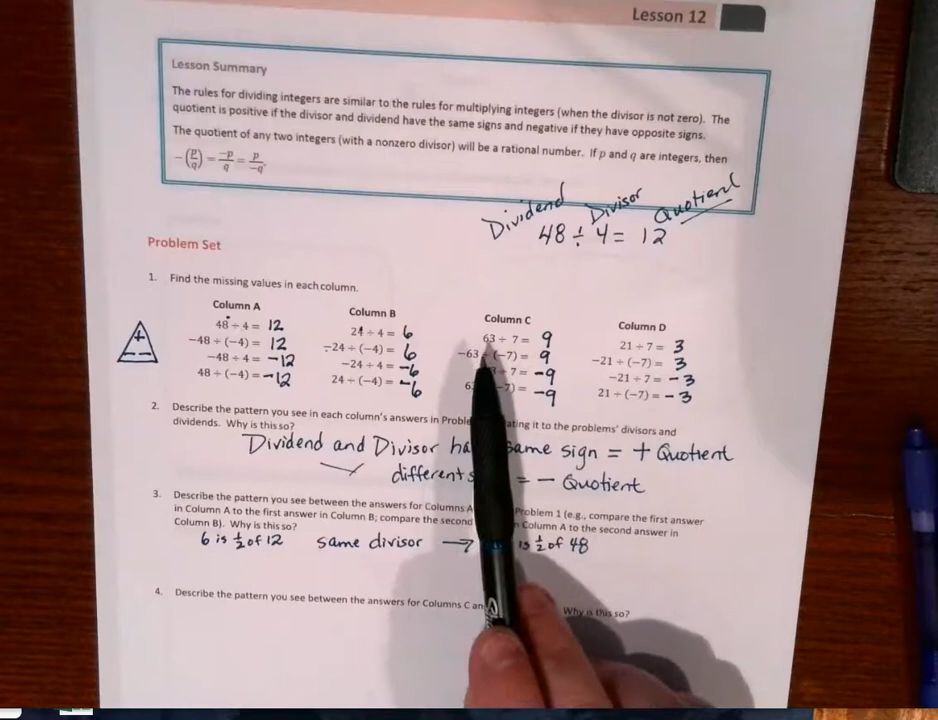 Lesson 12
Lesson Summary
The rules for dividing integers are similar to the rules for multiplying integers (when the divisor is not zero). The
quotient is positive if the divisor and dividend have the same signs and negative if they have opposite signs.
The quotient of any two integers (with a nonzero divisor) will be a rational number. If p and q are integers, then
−(p/q) = −p/q = p/−q.
Dividend Divisor Quotient
48 ÷ 4 = 12
Problem Set
1. Find the missing values in each column.
Column A Column B Column C Column D
48 ÷ 4 = 12 24 ÷ 4 = 6 63 ÷ 7 = 9 21 ÷ 7 = 3
−48 ÷ (−4) = 12 −24 ÷ (−4) = 6 −63 (−7) = 9 −21 ÷ (−7) = 3
−48 ÷ 4 = −12 −24 ÷ 4 = −6 ÷ 7 = −9 −21 ÷ 7 = −3
48 ÷ (−4) = −12 24 ÷ (−4) = −6 −7) = −9 21 ÷ (−7) = −3
+
− −
2. Describe the pattern you see in each column's answers in ating it to the problems' divisors and
dividends. Why is this so?
Dividend and Divisor same sign = + Quotient
different = − Quotient
3. Describe the pattern you see between the answers for Columns A Problem 1 (e.g., compare the first answer
in Column A to the first answer in Column B; compare the second Column A to the second answer in
Column B). Why is this so?
6 is ½ of 12 same divisor → is ½ of 48
4. Describe the pattern you see between the answers for Columns C Why is this so?